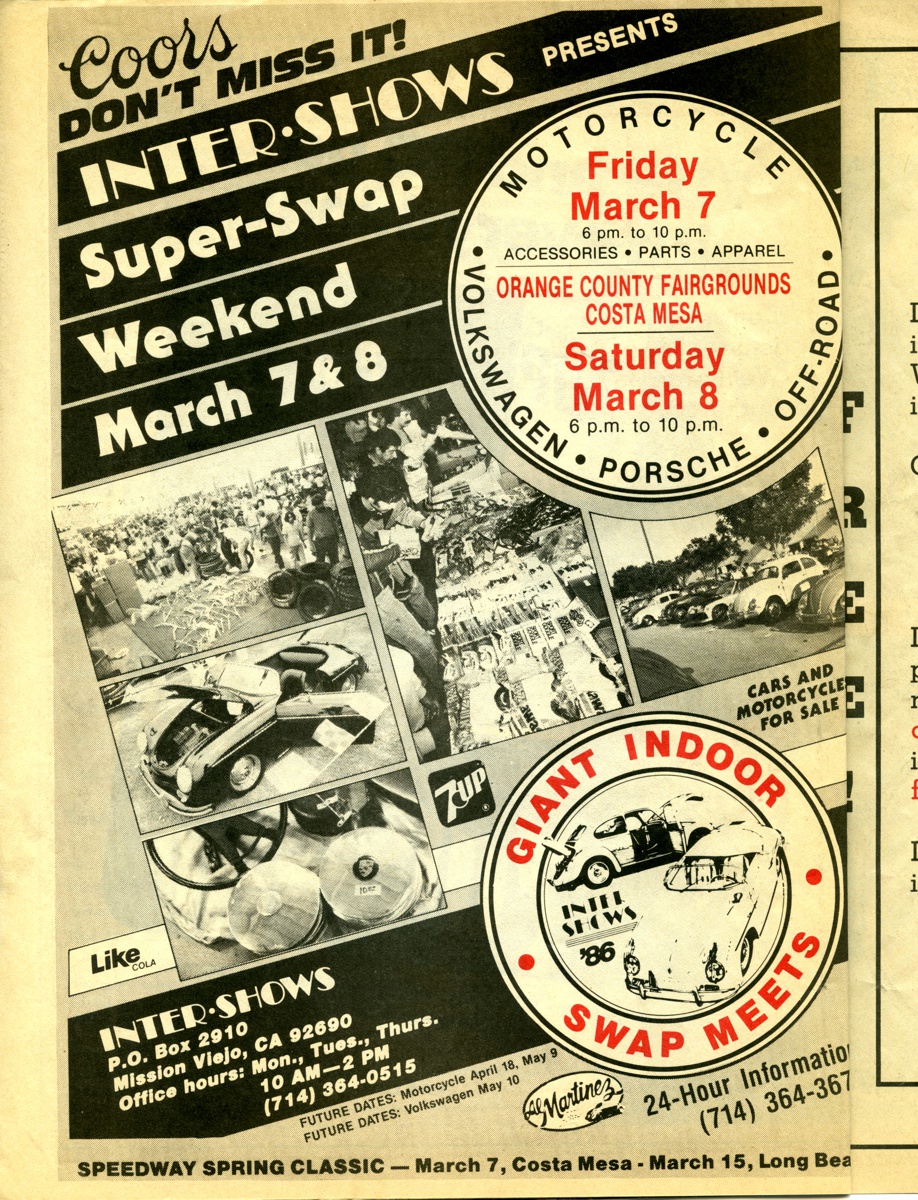 Coors
DON'T MISS IT!
INTER•SHOWS PRESENTS
Super-Swap
Weekend
March 7 & 8
MOTORCYCLE
Friday
March 7
6 pm. to 10 p.m.
ACCESSORIES • PARTS • APPAREL
ORANGE COUNTY FAIRGROUNDS
COSTA MESA
Saturday
March 8
6 p.m. to 10 p.m.
• VOLKSWAGEN • PORSCHE • OFF-ROAD •
CARS AND
MOTORCYCLE
FOR SALE
7UP
GIANT INDOOR
INTER
SHOWS
'86
• SWAP MEETS •
Like
COLA
INTER•SHOWS
P.O. Box 2910
Mission Viejo, CA 92690
Office hours: Mon., Tues., Thurs.
10 AM—2 PM
(714) 364-0515
FUTURE DATES: Motorcycle April 18, May 9
FUTURE DATES: Volkswagen May 10
Al Martinez
24-Hour Informatio
(714) 364-367
SPEEDWAY SPRING CLASSIC — March 7, Costa Mesa - March 15, Long Bea
F
R
E
E
!